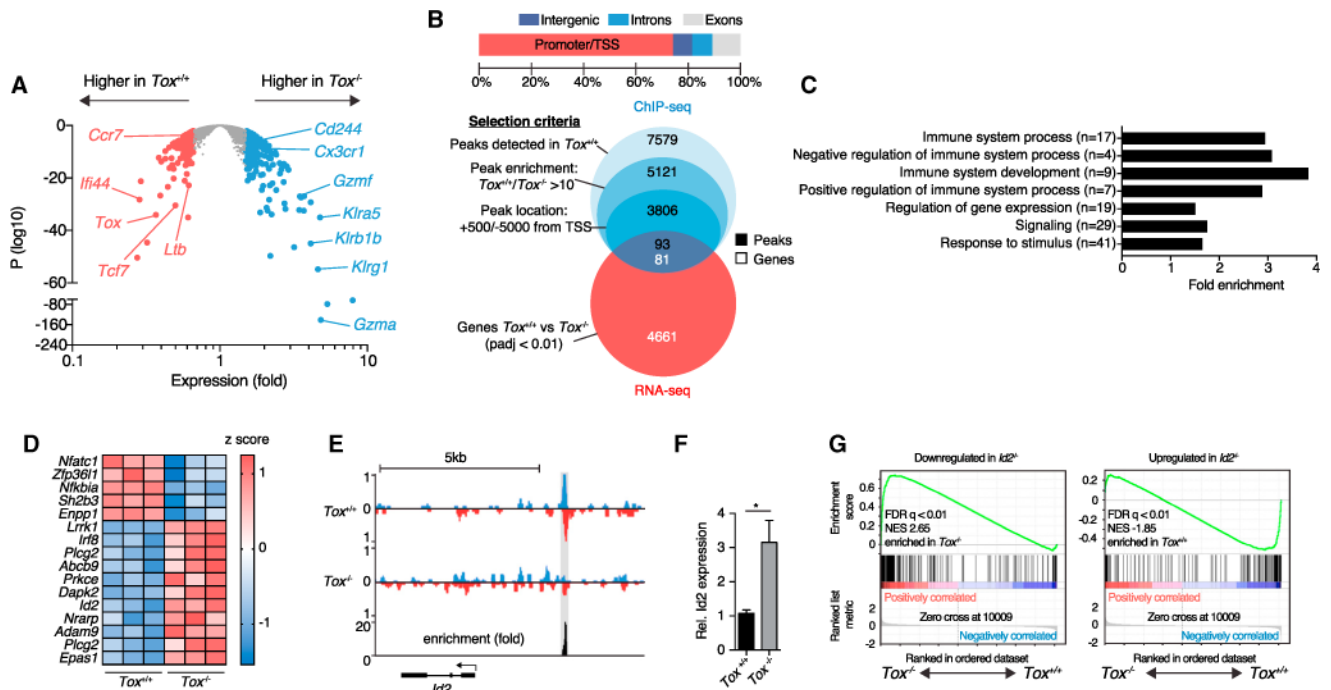 A
Higher in Tox+/+
Higher in Tox-/-
P (log10)
0
-20
-40
-60
-80
-160
-240
Ccr7
Ifi44
Tox
Tcf7
Ltb
Cd244
Cx3cr1
Gzmf
Klra5
Klrb1b
Klrg1
Gzma
0.1
1
10
Expression (fold)
B
Intergenic
Introns
Exons
Promoter/TSS
0%
20%
40%
60%
80%
100%
ChIP-seq
Selection criteria
Peaks detected in Tox+/+
Peak enrichment:
Tox+/+/Tox-/- >10
Peak location:
+500/-5000 from TSS
7579
5121
3806
93
81
4661
Peaks
Genes
Genes Tox+/+ vs Tox-/-
(padj < 0.01)
RNA-seq
C
Immune system process (n=17)
Negative regulation of immune system process (n=4)
Immune system development (n=9)
Positive regulation of immune system process (n=7)
Regulation of gene expression (n=19)
Signaling (n=29)
Response to stimulus (n=41)
0
1
2
3
4
Fold enrichment
D
z score
Nfatc1
Zfp36l1
Nfkbia
Sh2b3
Enpp1
Lrrk1
Irf8
Plcg2
Abcb9
Prkce
Dapk2
Id2
Nrarp
Adam9
Plcg2
Epas1
1
0
-1
Tox+/+
Tox-/-
E
5kb
1
0
1
Tox+/+
1
0
1
Tox-/-
20
0
enrichment (fold)
Id2
F
Rel. Id2 expression
4
3
2
1
0
*
Tox+/+
Tox-/-
G
Downregulated in Id2-/-
Enrichment score
0.6
0.4
0.2
0
FDR q <0.01
NES 2.65
enriched in Tox-/-
Positively correlated
Zero cross at 10009
Negatively correlated
Ranked list metric
Ranked in ordered dataset
Tox-/-
Tox+/+
Upregulated in Id2-/-
0.2
0
-0.2
-0.4
FDR q <0.01
NES -1.85
enriched in Tox+/+
Positively correlated
Zero cross at 10009
Negatively correlated
Ranked in ordered dataset
Tox-/-
Tox+/+